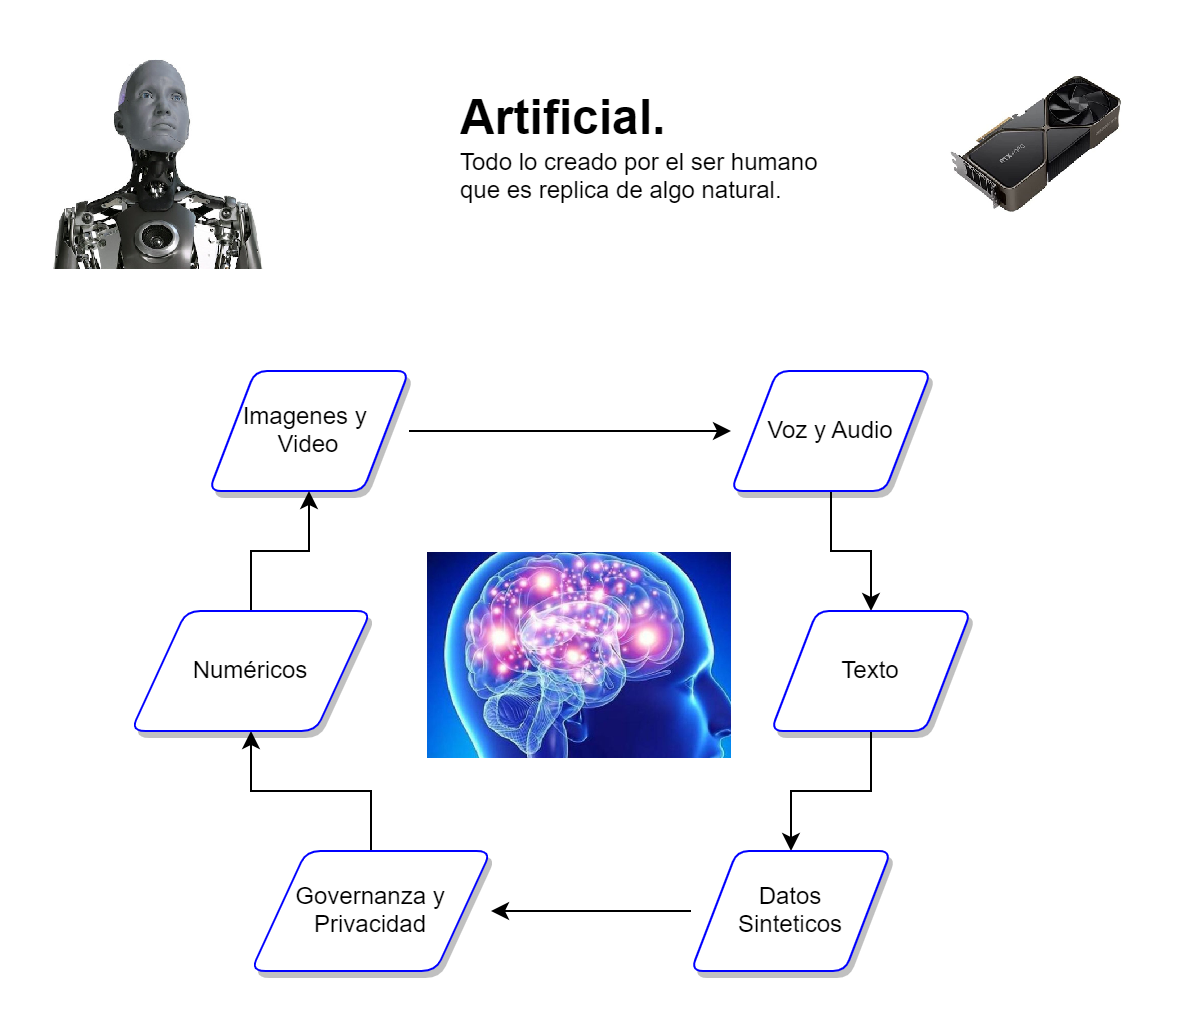 Artificial.
Todo lo creado por el ser humano
que es replica de algo natural.
Imagenes y
Video
Voz y Audio
Numéricos
Texto
Governanza y
Privacidad
Datos
Sinteticos